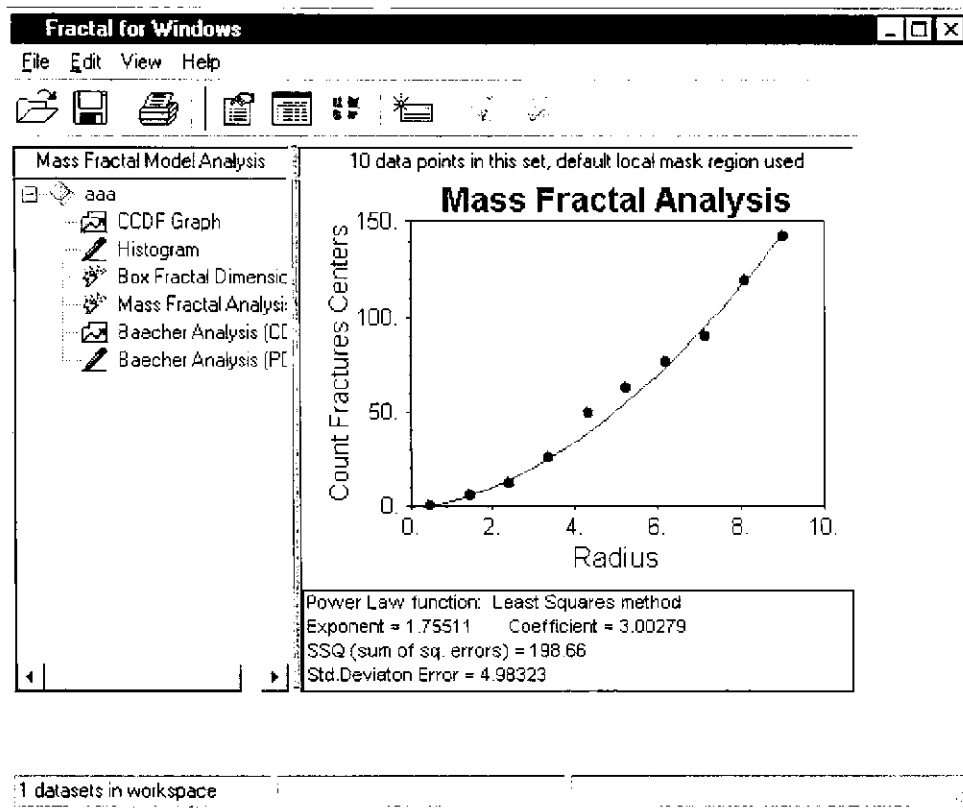 Fractal for Windows
File Edit View Help
Mass Fractal Model Analysis
10 data points in this set, default local mask region used
aaa
CCDF Graph
Histogram
Box Fractal Dimensic
Mass Fractal Analysi
Baecher Analysis (CD
Baecher Analysis (PD
Mass Fractal Analysis
Count Fractures Centers
150.
100.
50.
0.
0. 2. 4. 6. 8. 10.
Radius
Power Law function: Least Squares method
Exponent = 1.75511 Coefficient = 3.00279
SSQ (sum of sq. errors) = 198.66
Std.Deviaton Error = 4.98323
1 datasets in workspace